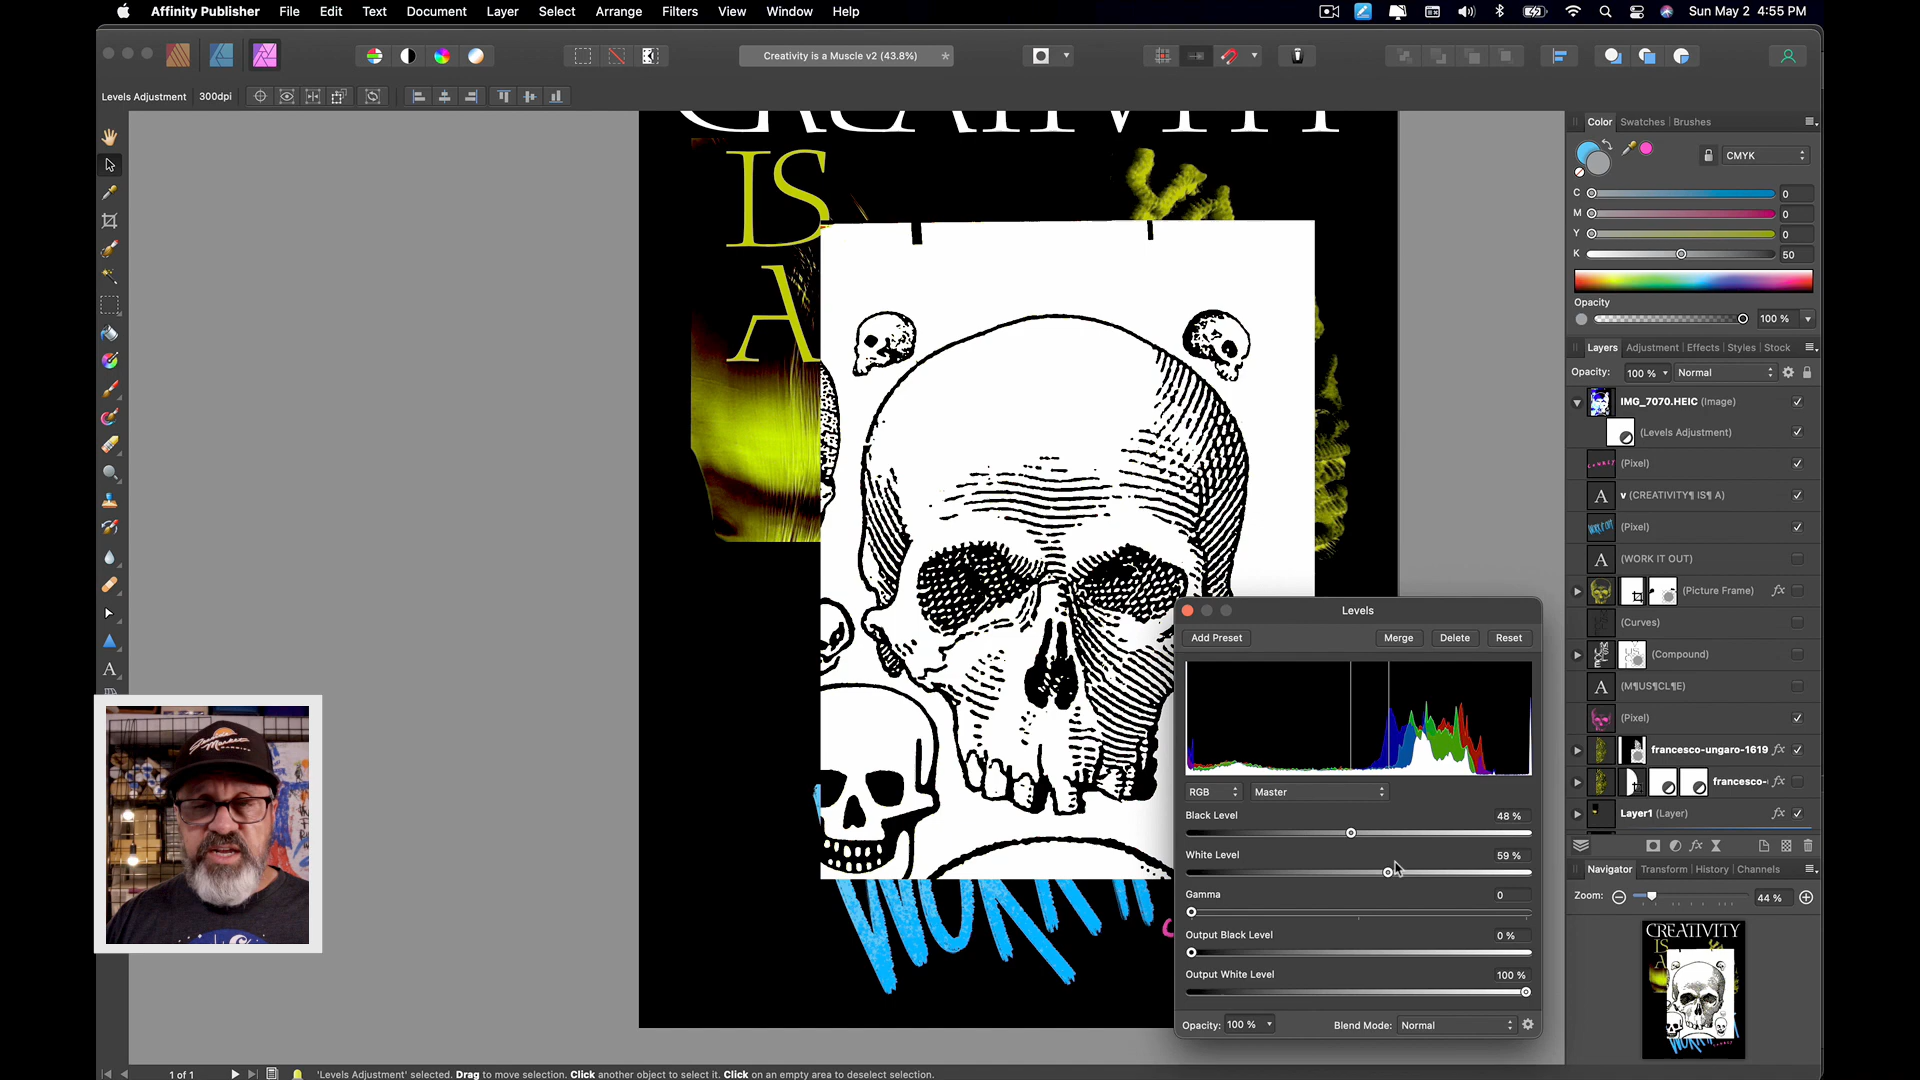 Affinity Publisher File Edit Text Document Layer Select Arrange Filters View Window Help Sun May 2 4:55 PM
Creativity is a Muscle v2 (43.8%) *
Levels Adjustment 300dpi
CREATIVITY
IS
A
Color Swatches Brushes
CMYK
C 0
M 0
Y 0
K 50
Opacity
100 %
Layers Adjustment Effects Styles Stock
Opacity: 100 % Normal
IMG_7070.HEIC (Image)
(Levels Adjustment)
(Pixel)
v (CREATIVITY¶ IS¶ A)
(Pixel)
A (WORK IT OUT)
(Picture Frame) fx
(Curves)
(Compound)
A (M¶US¶CL¶E)
(Pixel)
francesco-ungaro-1619 fx
francesco- fx
Layer1 (Layer) fx
Navigator Transform History Channels
Zoom: 44 %
CREATIVITY
IS
A
Levels
Add Preset Merge Delete Reset
RGB Master
Black Level 48 %
White Level 59 %
Gamma 0
Output Black Level 0 %
Output White Level 100 %
Opacity: 100 % Blend Mode: Normal
1 of 1 'Levels Adjustment' selected. Drag to move selection. Click another object to select it. Click on an empty area to deselect selection.